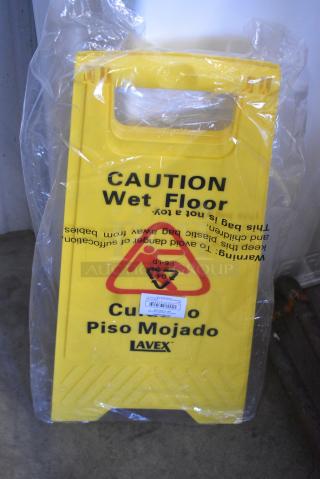 CAUTION
Wet Floor
Warning: To avoid danger of suffocation,
keep this plastic bag away from babies
and children.
This bag is not a toy.
Piso Mojado
LAVEX